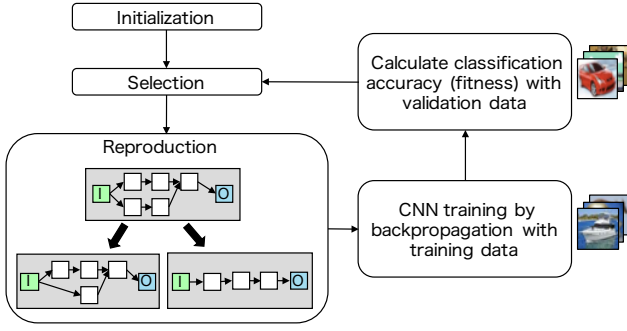 Initialization
Selection
Reproduction
I
O
I
O
I
O
Calculate classification
accuracy (fitness) with
validation data
CNN training by
backpropagation with
training data